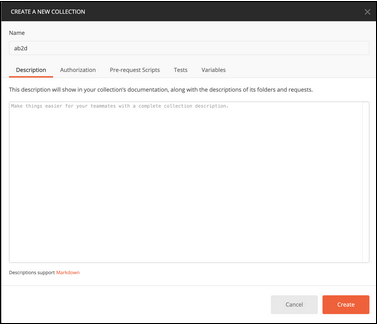 CREATE A NEW COLLECTION
Name
ab2d
Description Authorization Pre-request Scripts Tests Variables
This description will show in your collection's documentation, along with the descriptions of its folders and requests.
Make things easier for your teammates with a complete collection description.
Descriptions support Markdown
Cancel Create